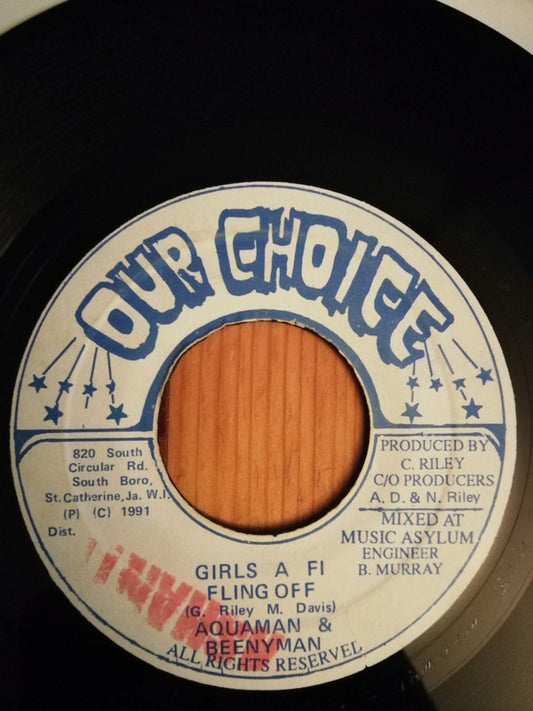 OUR CHOICE
820 South
Circular Rd.
South Boro,
St. Catherine, Ja. W.I.
(P) (C) 1991
Dist.
PRODUCED BY
C. RILEY
C/O PRODUCERS
A. D. & N. Riley
MIXED AT
MUSIC ASYLUM
ENGINEER
B. MURRAY
GIRLS A FI
FLING OFF
(G. Riley M. Davis)
AQUAMAN &
BEENYMAN
ALL RIGHTS RESERVEL